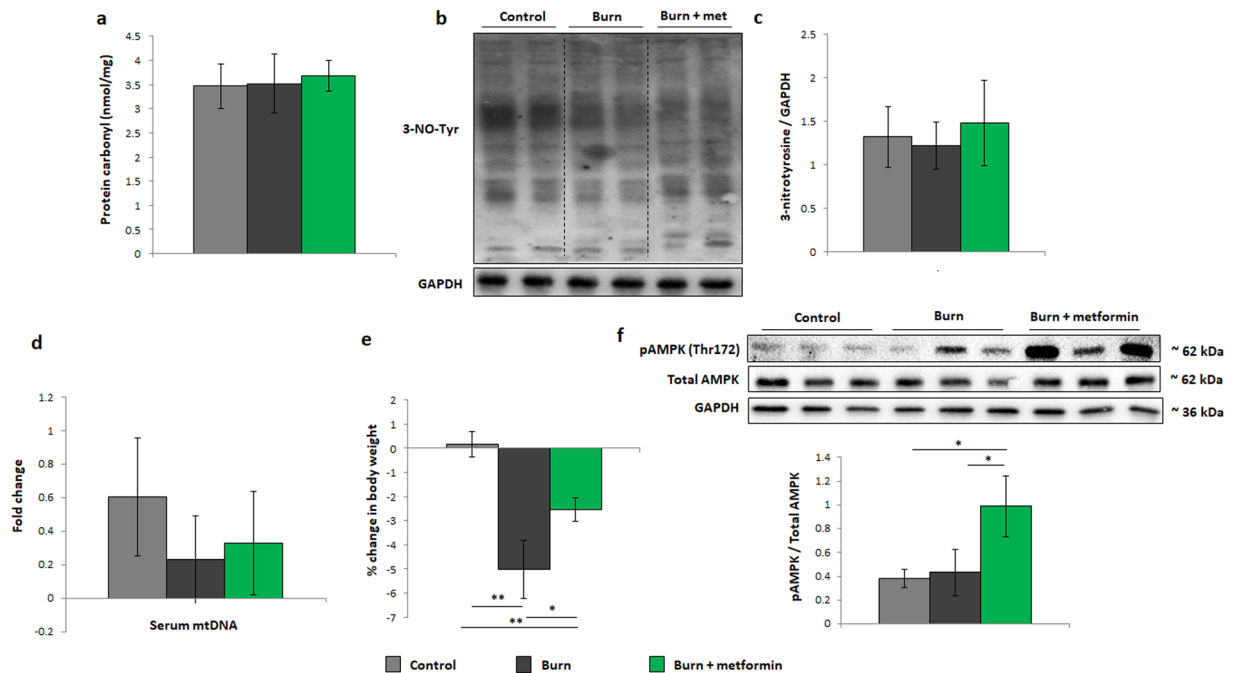 a
Protein carbonyl (nmol/mg)
5
4.5
4
3.5
3
2.5
2
1.5
1
0.5
0
b
Control Burn Burn + met
3-NO-Tyr
GAPDH
c
3-nitrotyrosine / GAPDH
2.5
2
1.5
1
0.5
0
d
Fold change
1.2
1
0.8
0.6
0.4
0.2
0
-0.2
Serum mtDNA
e
% change in body weight
2
1
0
-1
-2
-3
-4
-5
-6
-7
** *
**
f
Control Burn Burn + metformin
pAMPK (Thr172) ~ 62 kDa
Total AMPK ~ 62 kDa
GAPDH ~ 36 kDa
pAMPK / Total AMPK
1.4
1.2
1
0.8
0.6
0.4
0.2
0
*
*
Control Burn Burn + metformin